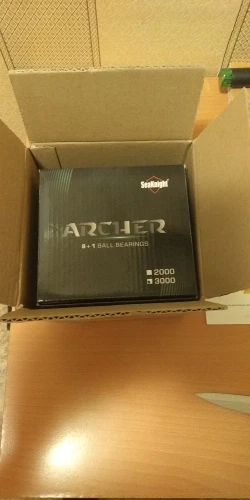 SeaKnight
ARCHER
8+1 BALL BEARINGS
2000
3000